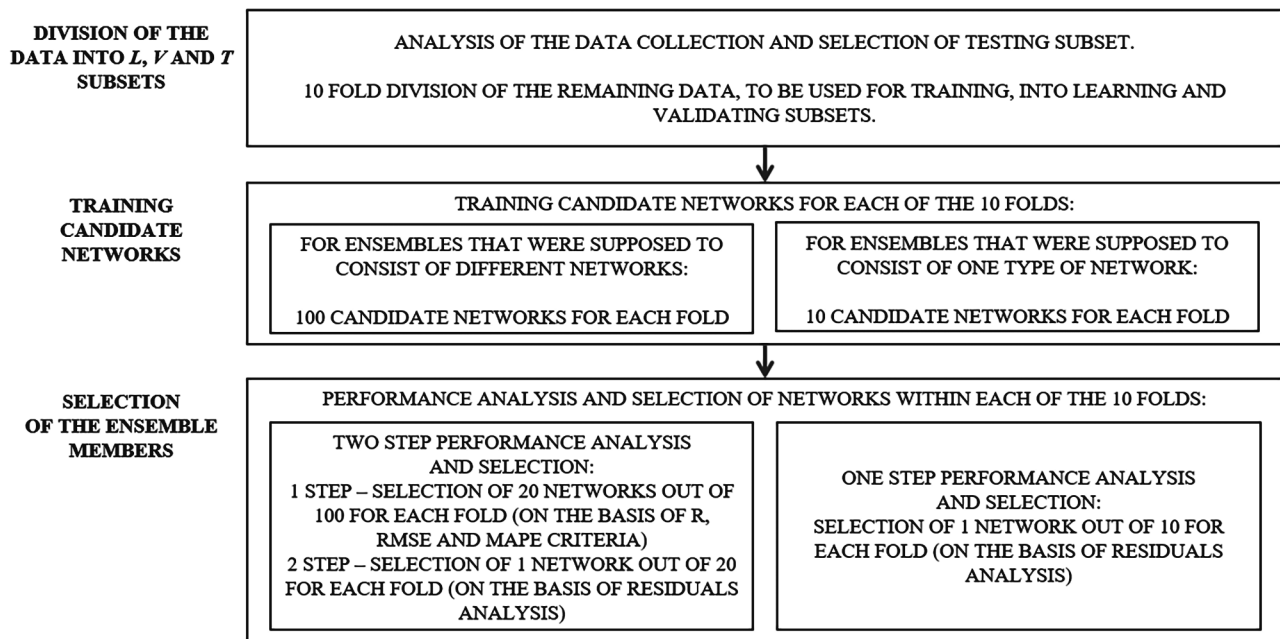 DIVISION OF THE
DATA INTO L, V AND T
SUBSETS
ANALYSIS OF THE DATA COLLECTION AND SELECTION OF TESTING SUBSET.
10 FOLD DIVISION OF THE REMAINING DATA, TO BE USED FOR TRAINING, INTO LEARNING AND
VALIDATING SUBSETS.
TRAINING
CANDIDATE
NETWORKS
TRAINING CANDIDATE NETWORKS FOR EACH OF THE 10 FOLDS:
FOR ENSEMBLES THAT WERE SUPPOSED TO
CONSIST OF DIFFERENT NETWORKS:
100 CANDIDATE NETWORKS FOR EACH FOLD
FOR ENSEMBLES THAT WERE SUPPOSED TO
CONSIST OF ONE TYPE OF NETWORK:
10 CANDIDATE NETWORKS FOR EACH FOLD
SELECTION
OF THE ENSEMBLE
MEMBERS
PERFORMANCE ANALYSIS AND SELECTION OF NETWORKS WITHIN EACH OF THE 10 FOLDS:
TWO STEP PERFORMANCE ANALYSIS
AND SELECTION:
1 STEP – SELECTION OF 20 NETWORKS OUT OF
100 FOR EACH FOLD (ON THE BASIS OF R,
RMSE AND MAPE CRITERIA)
2 STEP – SELECTION OF 1 NETWORK OUT OF 20
FOR EACH FOLD (ON THE BASIS OF RESIDUALS
ANALYSIS)
ONE STEP PERFORMANCE ANALYSIS
AND SELECTION:
SELECTION OF 1 NETWORK OUT OF 10 FOR
EACH FOLD (ON THE BASIS OF RESIDUALS
ANALYSIS)